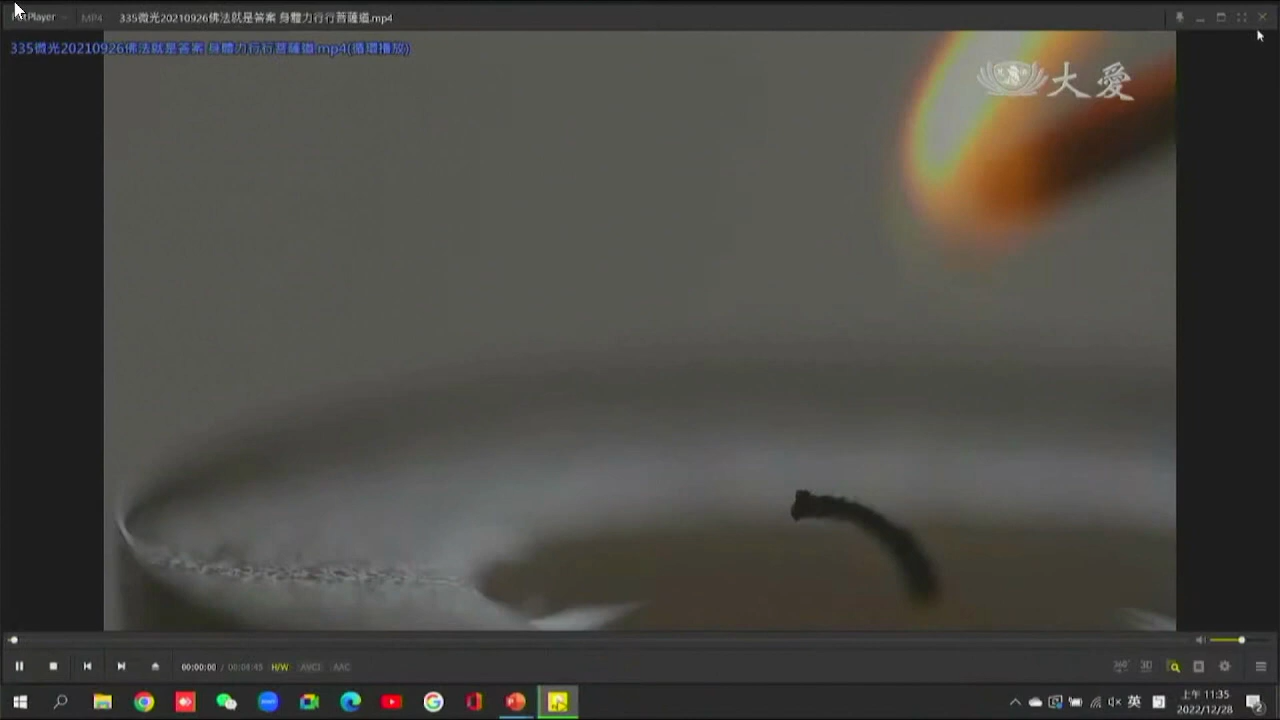 PotPlayer
MP4
335微光20210926佛法就是答案 身體力行行菩薩道.mp4
335微光20210926佛法就是答案 身體力行行菩薩道.mp4(循環播放)
大愛
00:00:00 / 00:04:45 H/W AVC1 AAC
360° 3D
英
上午 11:35
2022/12/28
2